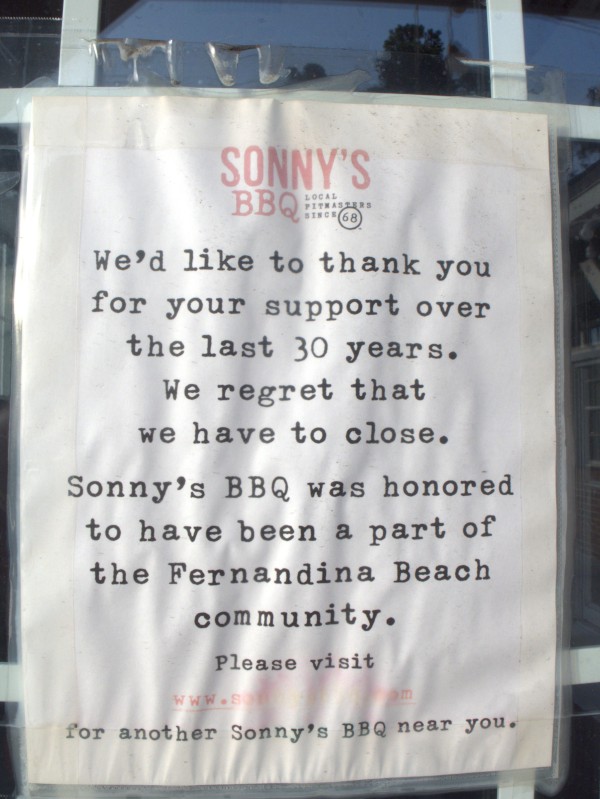 SONNY'S
BBQ
LOCAL
PITMASTERS
SINCE 68
We'd like to thank you
for your support over
the last 30 years.
We regret that
we have to close.
Sonny's BBQ was honored
to have been a part of
the Fernandina Beach
community.
Please visit
for another Sonny's BBQ near you.